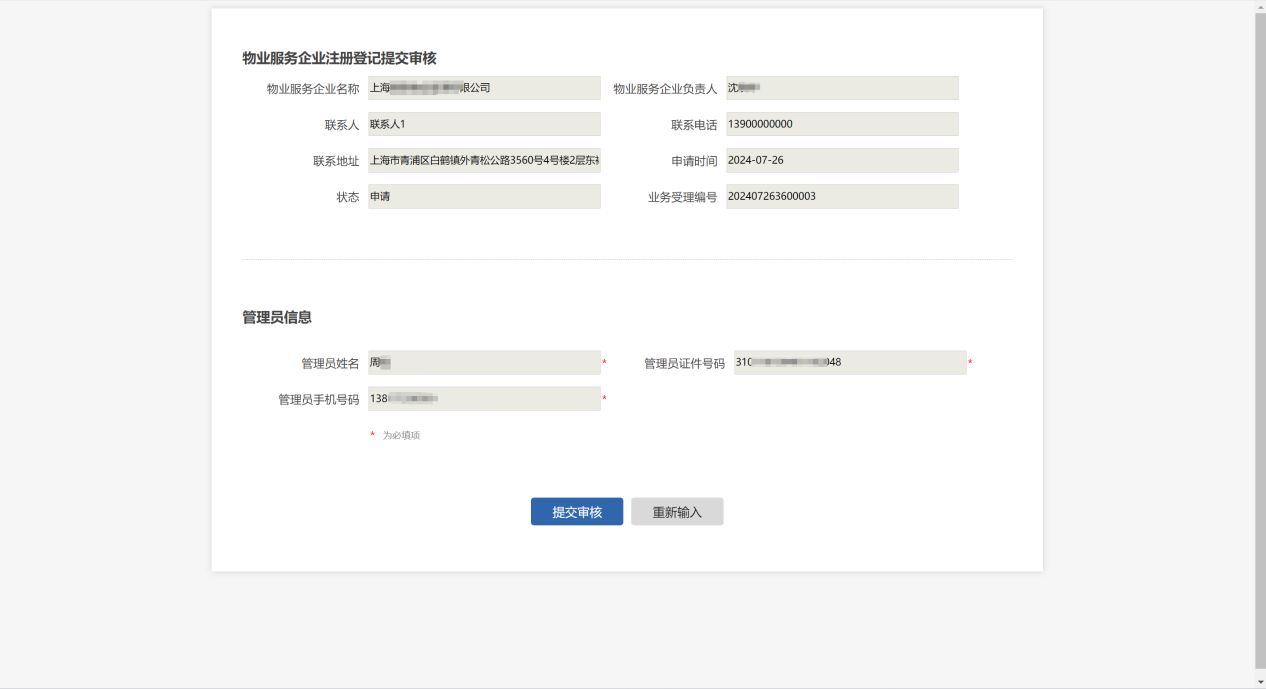 物业服务企业注册登记提交审核
物业服务企业名称 上海 限公司 物业服务企业负责人 沈
联系人 联系人1 联系电话 13900000000
联系地址 上海市青浦区白鹤镇外青松公路3560号4号楼2层东 申请时间 2024-07-26
状态 申请 业务受理编号 202407263600003
管理员信息
管理员姓名 周 * 管理员证件号码 310 048 *
管理员手机号码 138 *
* 为必填项
提交审核 重新输入